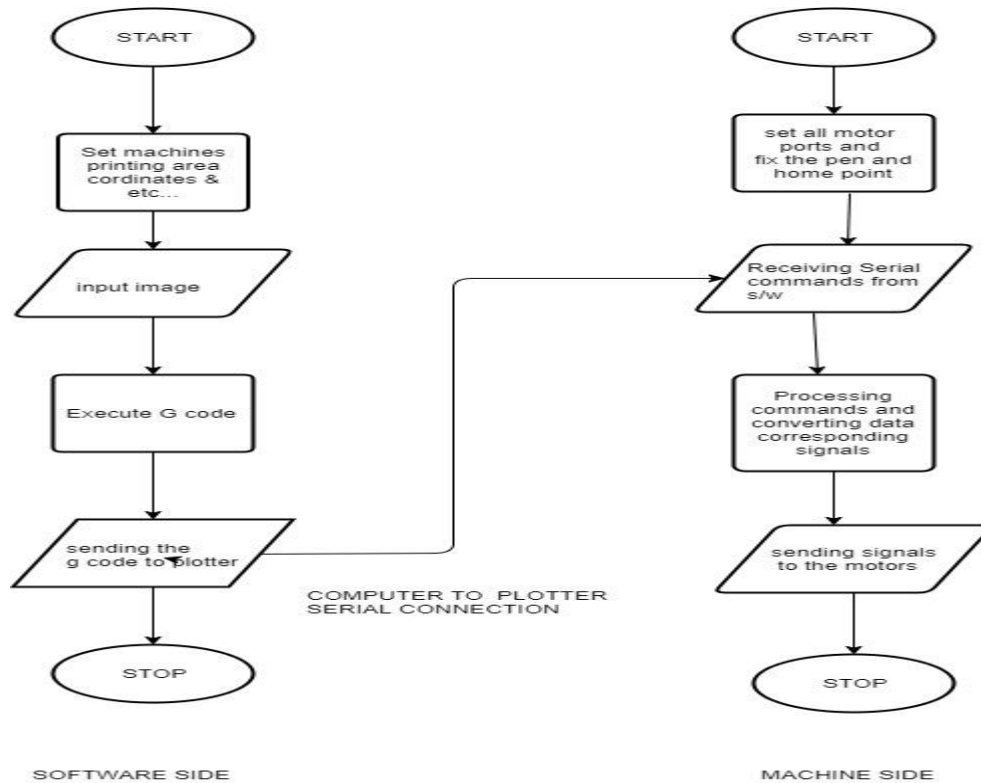 START
Set machines
printing area
cordinates &
etc...
input image
Execute G code
sending the
g code to plotter
STOP
SOFTWARE SIDE
COMPUTER TO PLOTTER
SERIAL CONNECTION
START
set all motor
ports and
fix the pen and
home point
Receiving Serial
commands from
s/w
Processing
commands and
converting data
corresponding
signals
sending signals
to the motors
STOP
MACHINE SIDE